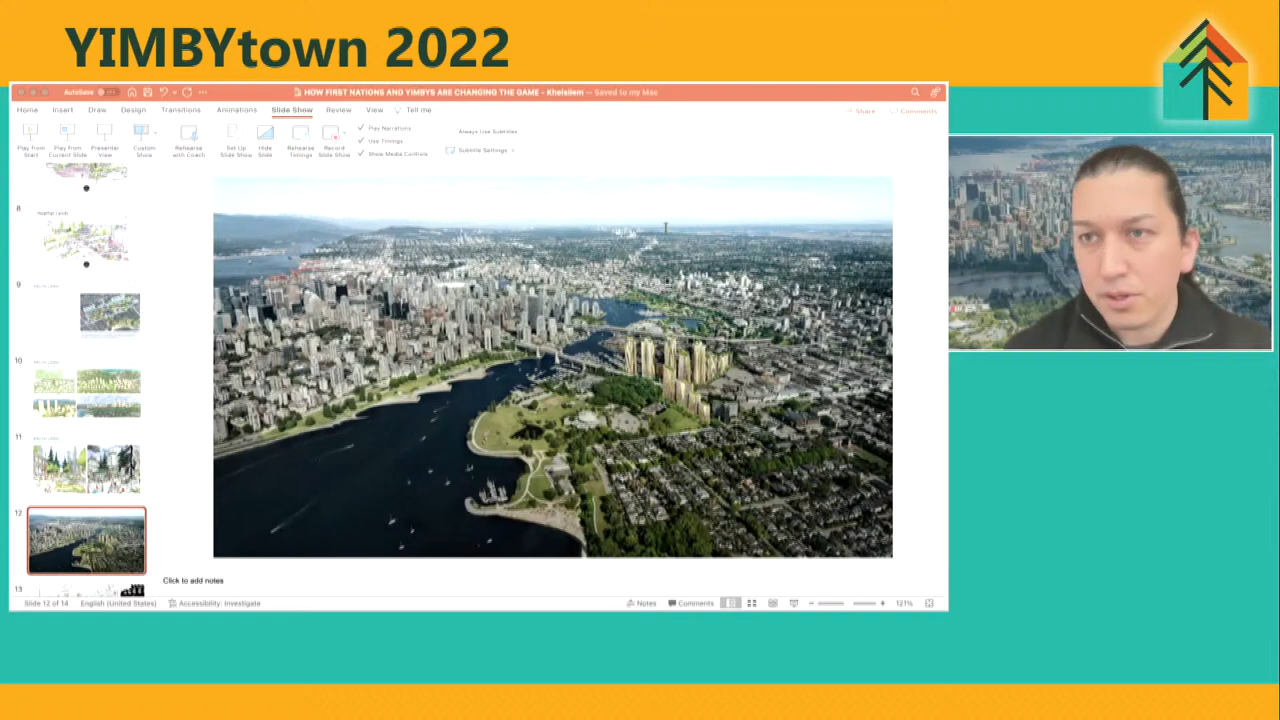 YIMBYtown 2022
AutoSave OFF
HOW FIRST NATIONS AND YIMBYS ARE CHANGING THE GAME - Khelsilem — Saved to my Mac
Home Insert Draw Design Transitions Animations Slide Show Review View Tell me Share Comments
Play from Start
Play from Current Slide
Presenter View
Custom Show
Rehearse with Coach
Set Up Slide Show
Hide Slide
Rehearse Timings
Record Slide Show
Play Narrations
Use Timings
Show Media Controls
Always Use Subtitles
Subtitle Settings
8
9
10
11
12
13
Click to add notes
Slide 12 of 14 English (United States) Accessibility: Investigate Notes Comments 121%